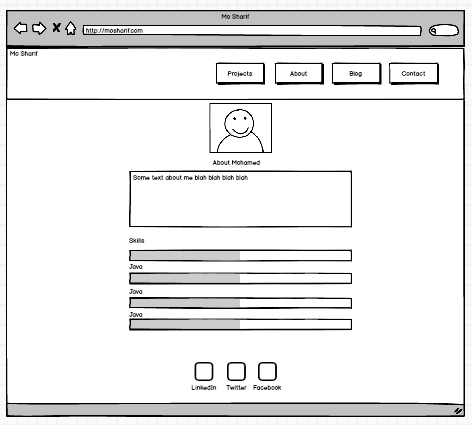 Mo Sharif
http://mosharif.com
Mo Sharif
Projects About Blog Contact
About Mohamed
Some text about me blah blah blah blah
Skills
Java
Java
Java
LinkedIn Twitter Facebook